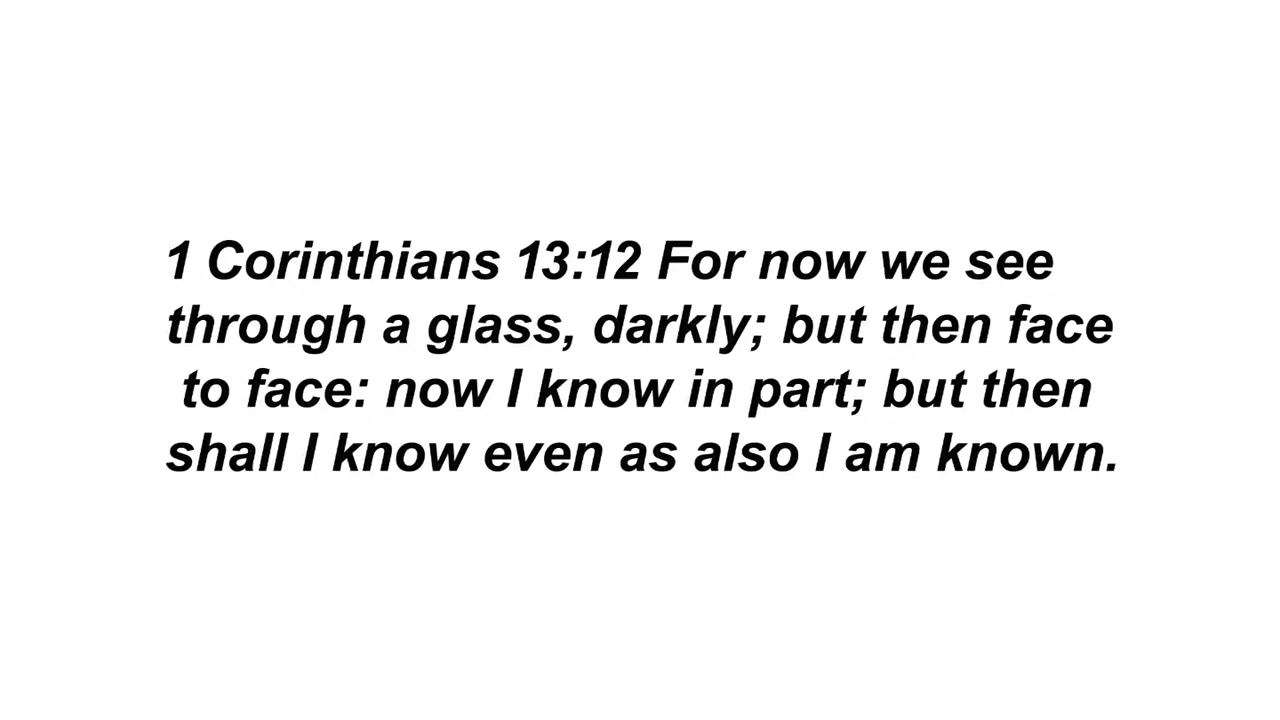 1 Corinthians 13:12 For now we see
through a glass, darkly; but then face
to face: now I know in part; but then
shall I know even as also I am known.